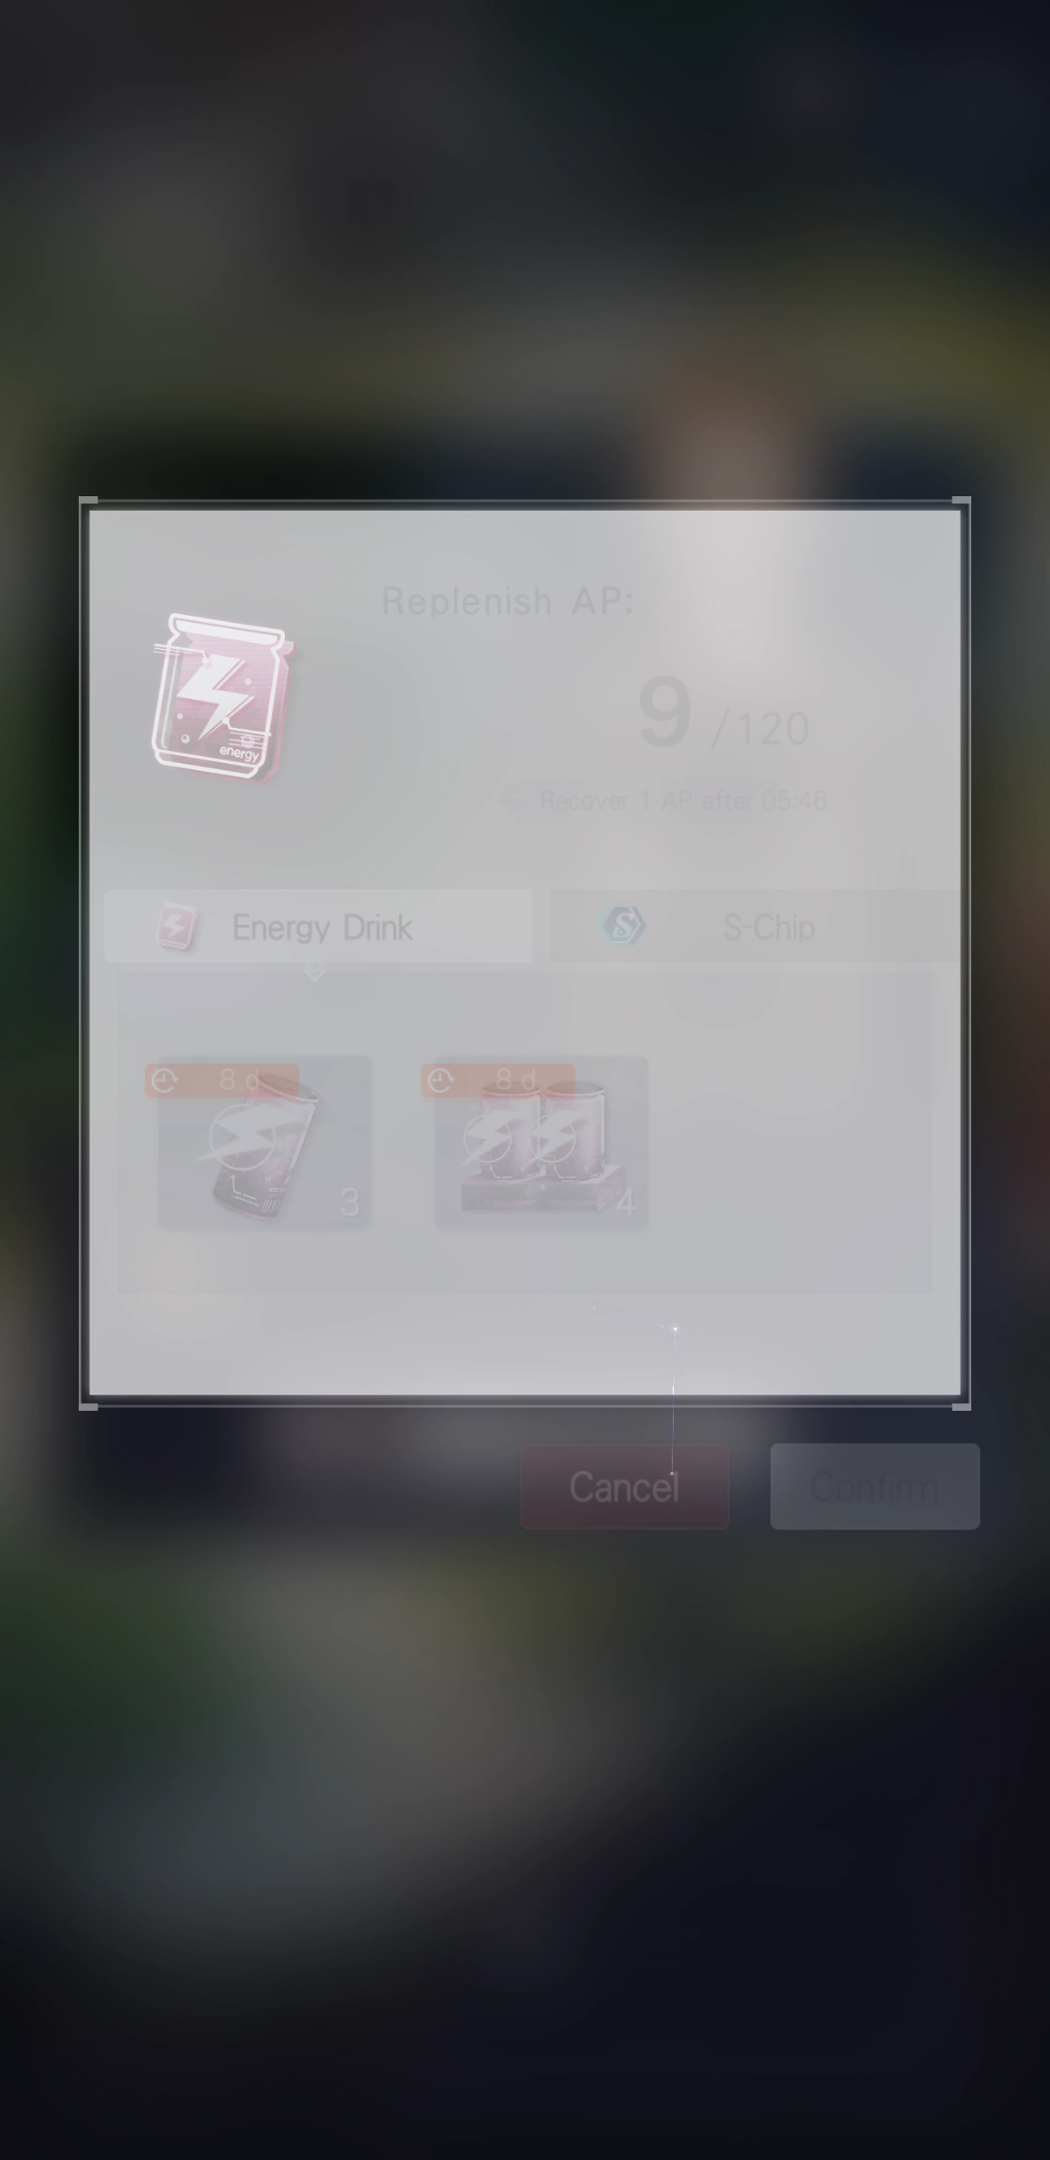 Replenish AP:
9 /120
energy
Recover 1 AP after 05:46
Energy Drink
S-Chip
8 d
8 d
3
4
Cancel
Confirm